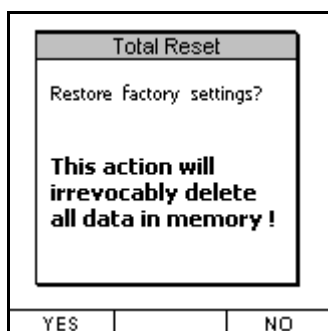 Total Reset
Restore factory settings?
This action will
irrevocably delete
all data in memory !
YES NO